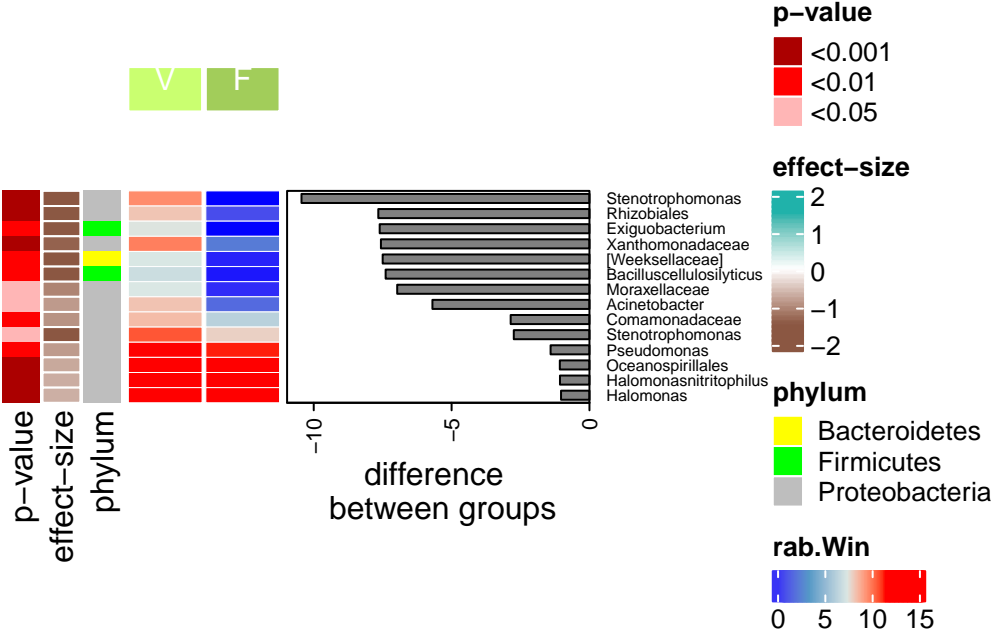 p−value
<0.001
<0.01
<0.05
V F
effect−size
2
1
0
−1
−2
Stenotrophomonas
Rhizobiales
Exiguobacterium
Xanthomonadaceae
[Weeksellaceae]
Bacilluscellulosilyticus
Moraxellaceae
Acinetobacter
Comamonadaceae
Stenotrophomonas
Pseudomonas
Oceanospirillales
Halomonasnitritophilus
Halomonas
p−value
effect−size
phylum
−10
−5
0
difference
between groups
phylum
Bacteroidetes
Firmicutes
Proteobacteria
rab.Win
0 5 10 15